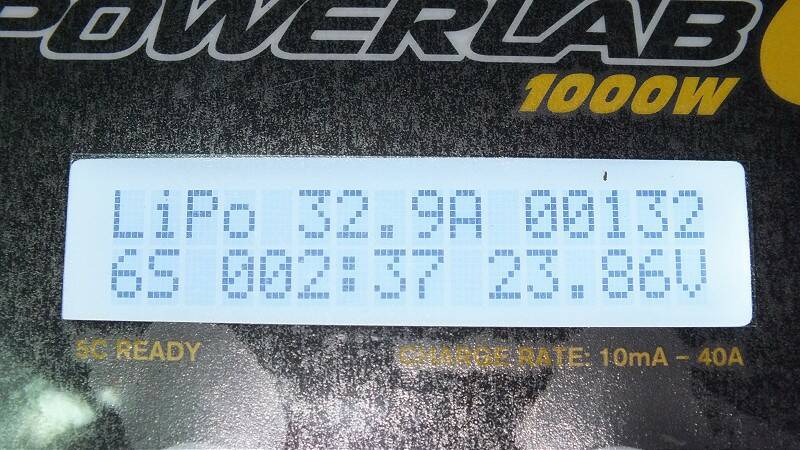 POWERLAB
1000W
LiPo 32.9A 00132
6S 002:37 23.86V
5C READY
CHARGE RATE: 10mA - 40A